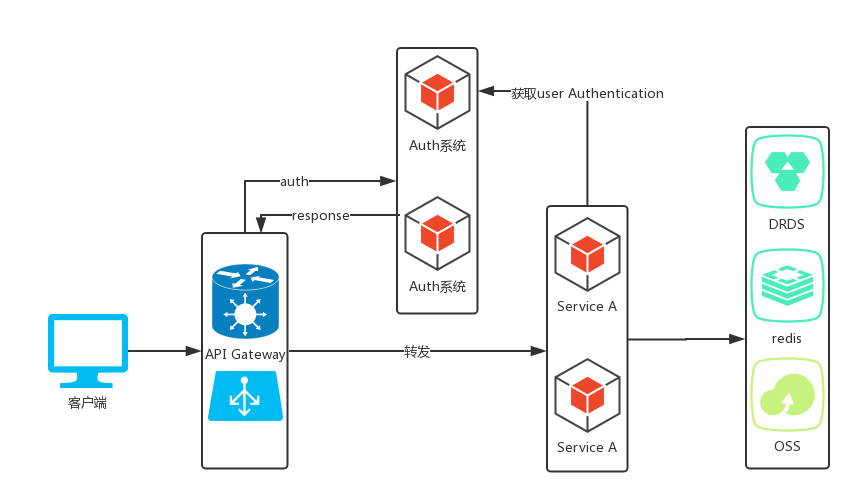 获取user Authentication
Auth系统
auth
response
Auth系统
DRDS
Service A
redis
API Gateway
转发
客户端
Service A
OSS